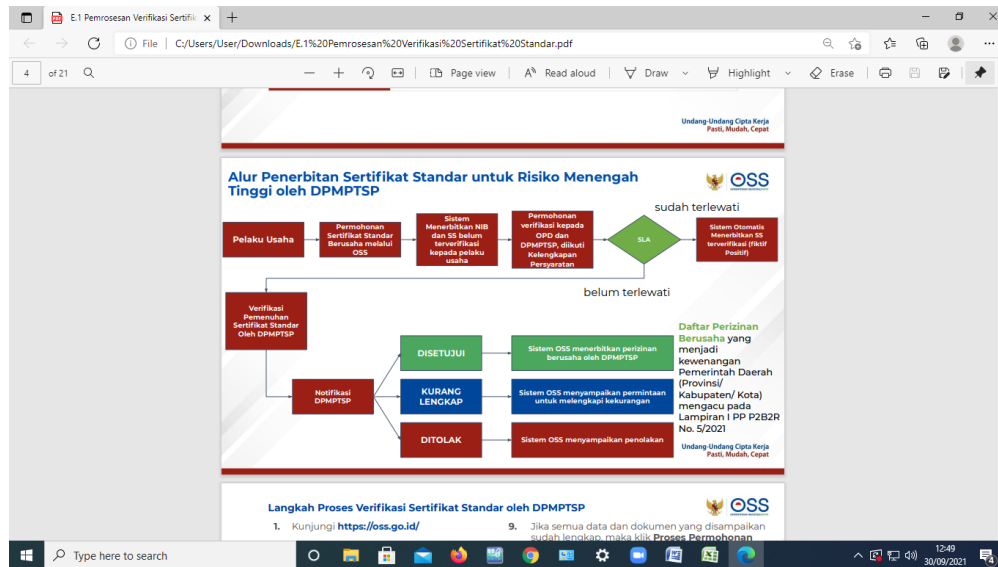 E.1 Pemrosesan Verifikasi Sertifik
File | C:/Users/User/Downloads/E.1%20Pemrosesan%20Verifikasi%20Sertifikat%20Standar.pdf
4 of 21 Page view Read aloud Draw Highlight Erase
Undang-Undang Cipta Kerja
Pasti, Mudah, Cepat
Alur Penerbitan Sertifikat Standar untuk Risiko Menengah
Tinggi oleh DPMPTSP
OSS
sudah terlewati
Pelaku Usaha
Permohonan
Sertifikat Standar
Berusaha melalui
OSS
Sistem
Menerbitkan NIB
dan SS belum
terverifikasi
kepada pelaku
usaha
Permohonan
verifikasi kepada
OPD dan
DPMPTSP, diikuti
Kelengkapan
Persyaratan
SLA
Sistem Otomatis
Menerbitkan SS
terverifikasi (fiktif
Positif)
belum terlewati
Verifikasi
Pemenuhan
Sertifikat Standar
Oleh DPMPTSP
Notifikasi
DPMPTSP
DISETUJUI
Sistem OSS menerbitkan perizinan
berusaha oleh DPMPTSP
KURANG
LENGKAP
Sistem OSS menyampaikan permintaan
untuk melengkapi kekurangan
DITOLAK
Sistem OSS menyampaikan penolakan
Daftar Perizinan
Berusaha yang
menjadi
kewenangan
Pemerintah Daerah
(Provinsi/
Kabupaten/ Kota)
mengacu pada
Lampiran I PP P2B2R
No. 5/2021
Undang-Undang Cipta Kerja
Pasti, Mudah, Cepat
Langkah Proses Verifikasi Sertifikat Standar oleh DPMPTSP
OSS
1. Kunjungi https://oss.go.id/
9. Jika semua data dan dokumen yang disampaikan
sudah lengkap, maka klik Proses Permohonan
Type here to search
12:49
30/09/2021
4